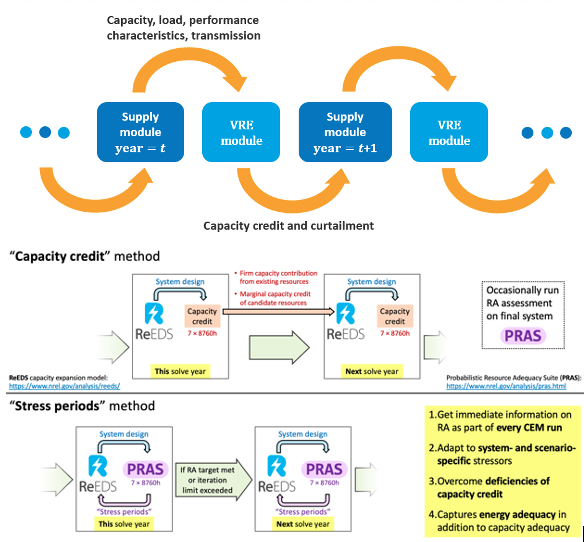 Capacity, load, performance
characteristics, transmission
Supply
module
year = t
VRE
module
Supply
module
year = t+1
VRE
module
Capacity credit and curtailment
"Capacity credit" method
System design
ReEDS
Capacity
credit
7 × 8760h
This solve year
• Firm capacity contribution
from existing resources
• Marginal capacity credit
of candidate resources
System design
ReEDS
Capacity
credit
7 × 8760h
Next solve year
Occasionally run
RA assessment
on final system
PRAS
ReEDS capacity expansion model:
https://www.nrel.gov/analysis/reeds/
Probabilistic Resource Adequacy Suite (PRAS):
https://www.nrel.gov/analysis/pras.html
"Stress periods" method
System design
ReEDS
PRAS
7 × 8760h
"Stress periods"
This solve year
If RA target met
or iteration
limit exceeded
System design
ReEDS
PRAS
7 × 8760h
"Stress periods"
Next solve year
1.Get immediate information on
RA as part of every CEM run
2.Adapt to system- and scenario-
specific stressors
3.Overcome deficiencies of
capacity credit
4.Captures energy adequacy in
addition to capacity adequacy